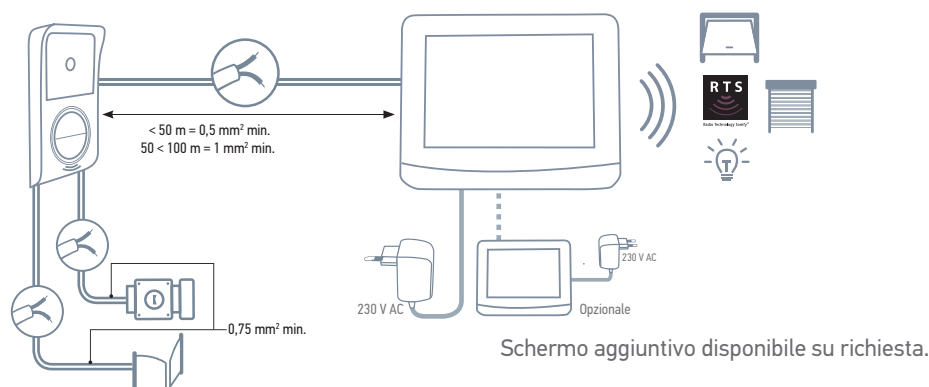 < 50 m = 0,5 mm² min.
50 < 100 m = 1 mm² min.
RTS
Radio Technology Somfy®
230 V AC
230 V AC
Opzionale
0,75 mm² min.
Schermo aggiuntivo disponibile su richiesta.